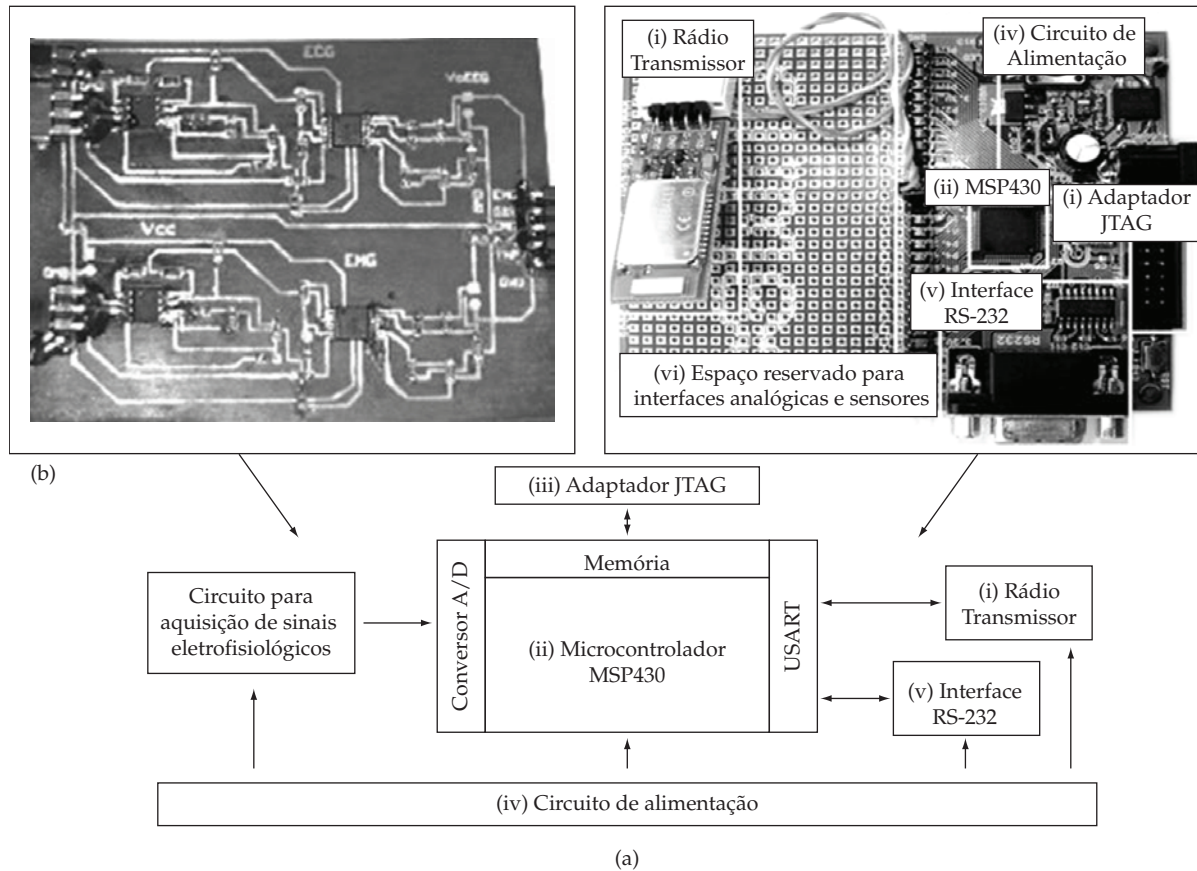 ECG
VoECG
Vcc
EMG
GND
(i) Rádio
Transmissor
(iv) Circuito de
Alimentação
(ii) MSP430
(i) Adaptador
JTAG
(v) Interface
RS-232
RS232
(vi) Espaço reservado para
interfaces analógicas e sensores
(b)
(iii) Adaptador JTAG
Circuito para
aquisição de sinais
eletrofisiológicos
Conversor A/D
Memória
(ii) Microcontrolador
MSP430
USART
(i) Rádio
Transmissor
(v) Interface
RS-232
(iv) Circuito de alimentação
(a)